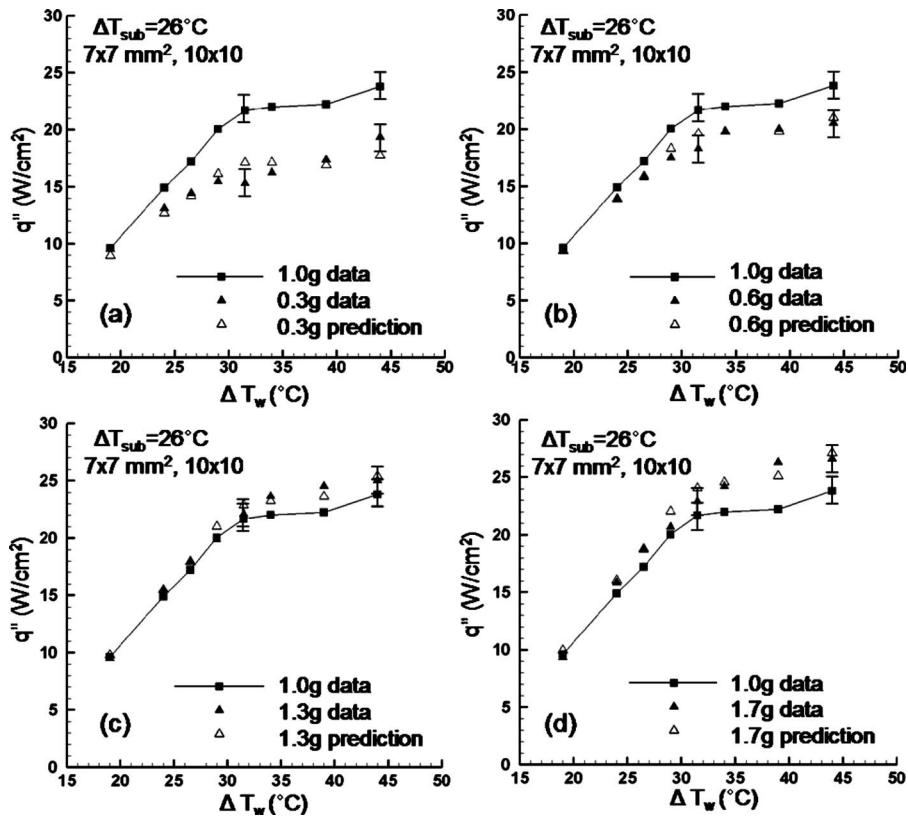 ΔTsub=26°C
7x7 mm², 10x10
30
25
20
15
10
5
0
q" (W/cm²)
1.0g data
0.3g data
0.3g prediction
(a)
15 20 25 30 35 40 45 50
Δ Tw (°C)
ΔTsub=26°C
7x7 mm², 10x10
30
25
20
15
10
5
0
q" (W/cm²)
1.0g data
0.6g data
0.6g prediction
(b)
15 20 25 30 35 40 45 50
Δ Tw (°C)
ΔTsub=26°C
7x7 mm², 10x10
30
25
20
15
10
5
0
q" (W/cm²)
1.0g data
1.3g data
1.3g prediction
(c)
15 20 25 30 35 40 45 50
Δ Tw (°C)
ΔTsub=26°C
7x7 mm², 10x10
30
25
20
15
10
5
0
q" (W/cm²)
1.0g data
1.7g data
1.7g prediction
(d)
15 20 25 30 35 40 45 50
Δ Tw (°C)